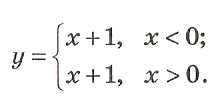 y = { x + 1, x < 0;
x + 1, x > 0.